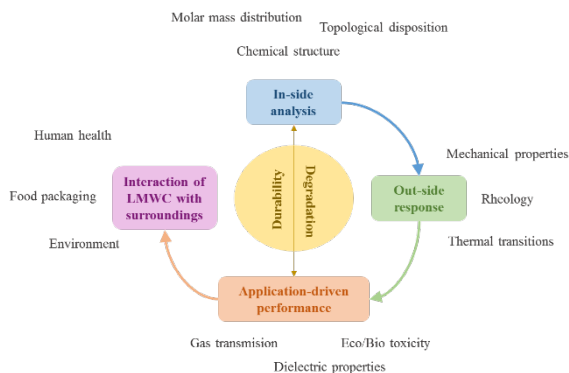 Molar mass distribution
Topological disposition
Chemical structure
In-side
analysis
Human health
Mechanical properties
Interaction of
LMWC with
surroundings
Durability
Degradation
Out-side
response
Food packaging
Rheology
Environment
Thermal transitions
Application-driven
performance
Gas transmision
Eco/Bio toxicity
Dielectric properties